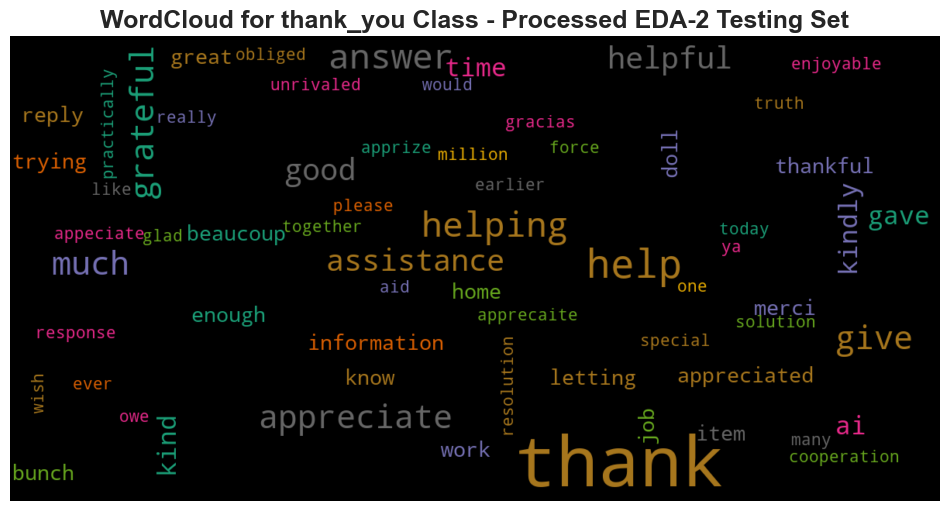 WordCloud for thank_you Class - Processed EDA-2 Testing Set
great
obliged
answer
time
helpful
enjoyable
practically
grateful
unrivaled
would
truth
reply
really
gracias
trying
good
apprize
million
force
doll
thankful
like
earlier
please
kindly
gave
appeciate
glad
beaucoup
together
helping
today
ya
much
assistance
help
aid
home
one
merci
enough
apprecaite
solution
response
information
resolution
special
give
wish
ever
know
letting
appreciated
owe
kind
appreciate
job
item
ai
many
work
thank
cooperation
bunch